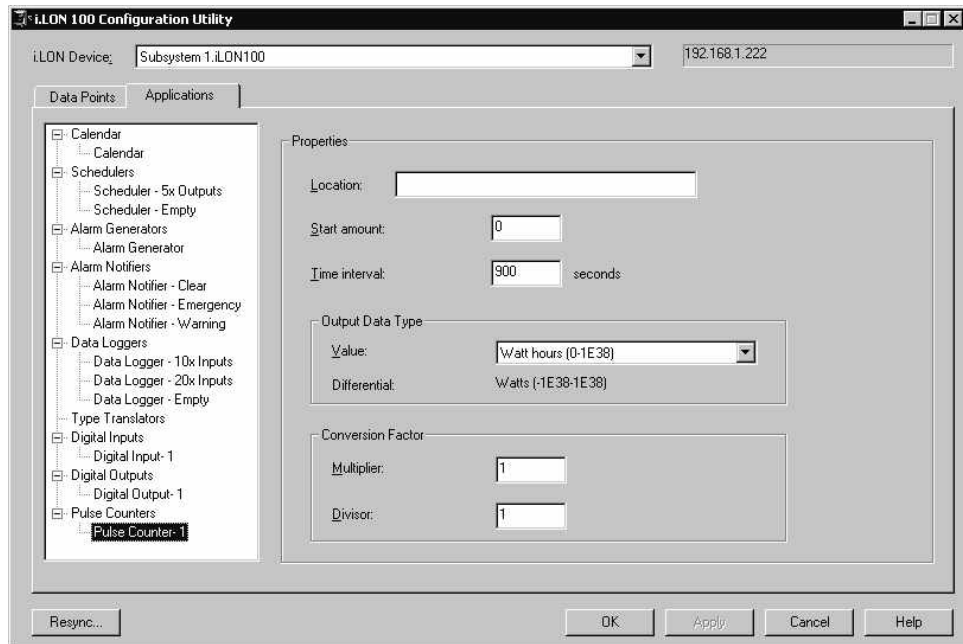 i.LON 100 Configuration Utility
i.LON Device: Subsystem 1.iLON100 192.168.1.222
Data Points Applications
Calendar
Calendar
Schedulers
Scheduler - 5x Outputs
Scheduler - Empty
Alarm Generators
Alarm Generator
Alarm Notifiers
Alarm Notifier - Clear
Alarm Notifier - Emergency
Alarm Notifier - Warning
Data Loggers
Data Logger - 10x Inputs
Data Logger - 20x Inputs
Data Logger - Empty
Type Translators
Digital Inputs
Digital Input- 1
Digital Outputs
Digital Output- 1
Pulse Counters
Pulse Counter- 1
Properties
Location:
Start amount: 0
Time interval: 900 seconds
Output Data Type
Value: Watt hours (0-1E38)
Differential: Watts (-1E38-1E38)
Conversion Factor
Multiplier: 1
Divisor: 1
Resync... OK Apply Cancel Help